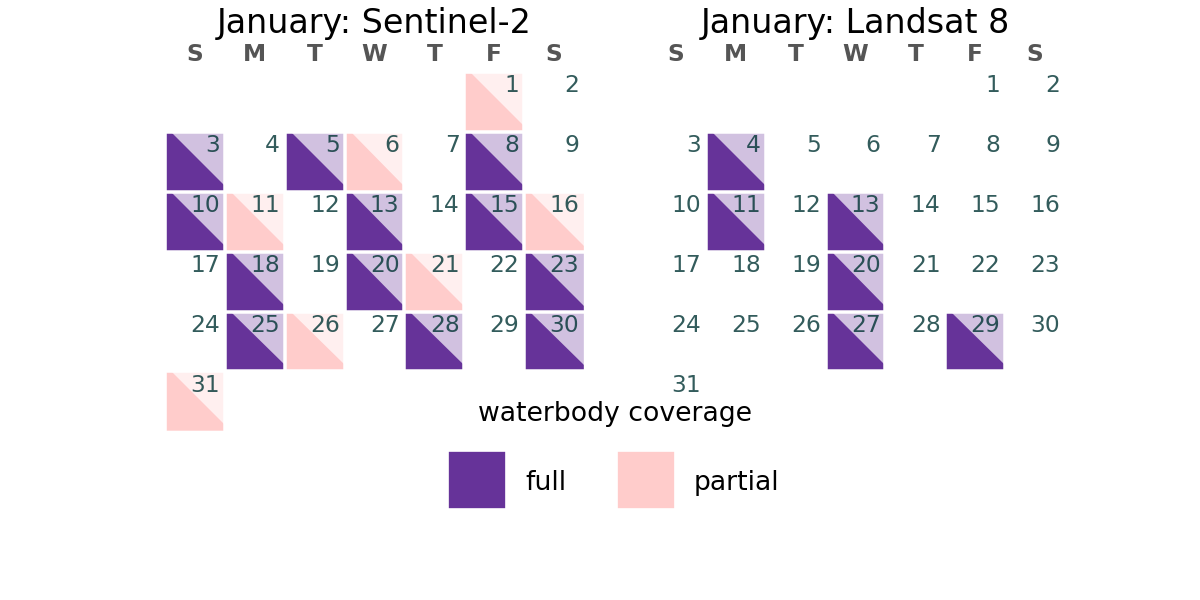 January: Sentinel-2
S M T W T F S
1 2
3 4 5 6 7 8 9
10 11 12 13 14 15 16
17 18 19 20 21 22 23
24 25 26 27 28 29 30
31
January: Landsat 8
S M T W T F S
1 2
3 4 5 6 7 8 9
10 11 12 13 14 15 16
17 18 19 20 21 22 23
24 25 26 27 28 29 30
31
waterbody coverage
full partial